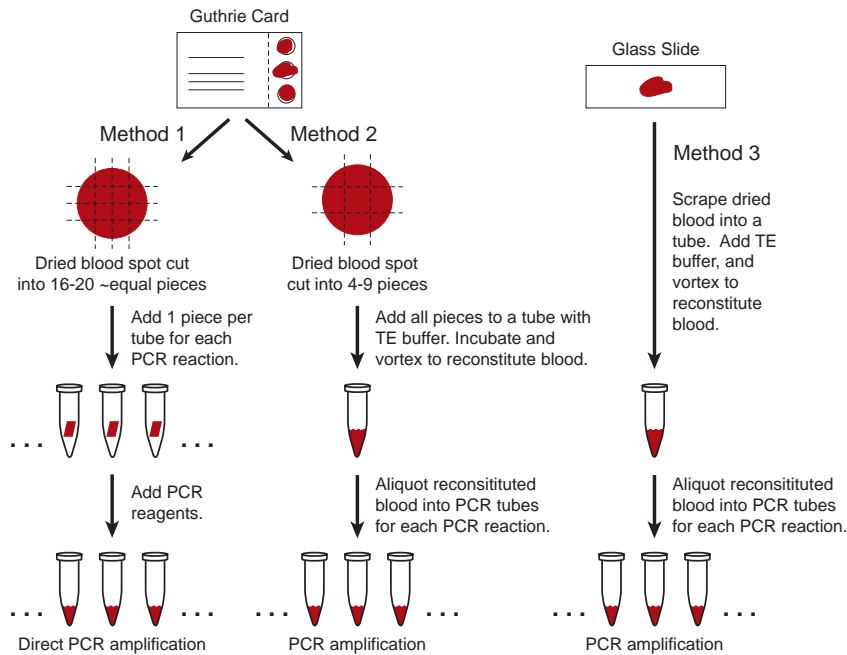 Guthrie Card
Glass Slide
Method 1
Method 2
Method 3
Dried blood spot cut
into 16-20 ~equal pieces
Dried blood spot
cut into 4-9 pieces
Scrape dried
blood into a
tube. Add TE
buffer, and
vortex to
reconstitute
blood.
Add 1 piece per
tube for each
PCR reaction.
Add all pieces to a tube with
TE buffer. Incubate and
vortex to reconstitute blood.
. . .
. . .
Add PCR
reagents.
Aliquot reconsitituted
blood into PCR tubes
for each PCR reaction.
Aliquot reconsitituted
blood into PCR tubes
for each PCR reaction.
. . .
. . .
. . .
. . .
. . .
. . .
Direct PCR amplification
PCR amplification
PCR amplification